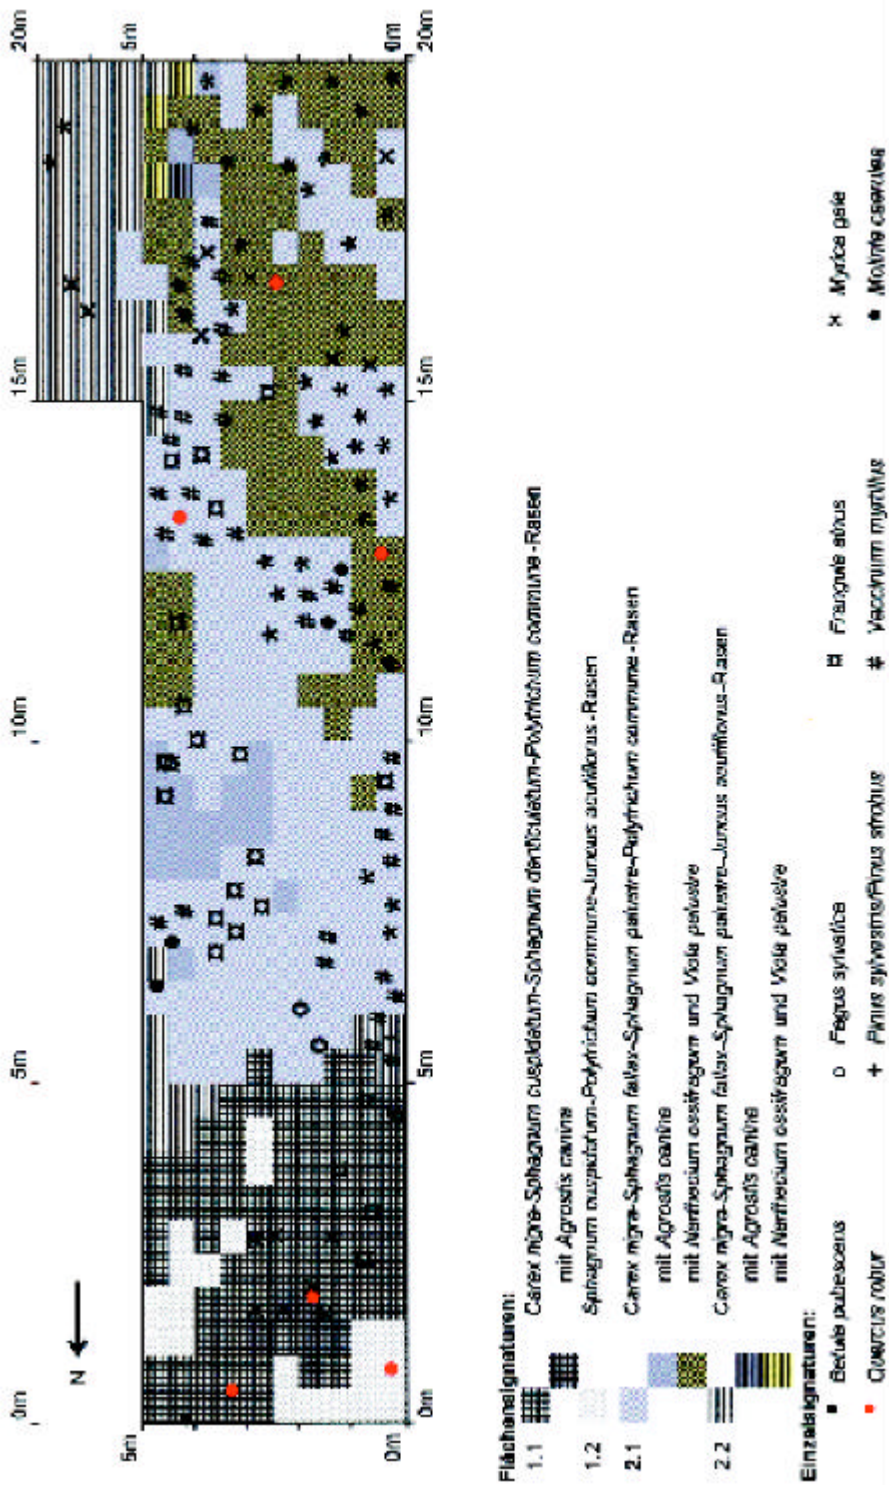 0m
5m
10m
15m
20m
N
5m
0m
5m
0m
0m
5m
10m
15m
20m
Flächensignaturen:
1.1 Carex nigra-Sphagnum cuspidatum-Sphagnum denticulatum-Polytrichum commune-Rasen
mit Agrostis canina
1.2 Sphagnum cuspidatum-Polytrichum commune-Juncus acutiflorus-Rasen
2.1 Carex nigra-Sphagnum fallax-Sphagnum palustre-Polytrichum commune-Rasen
mit Agrostis canina
mit Narthecium ossifragum und Viola palustre
2.2 Carex nigra-Sphagnum fallax-Sphagnum palustre-Juncus acutiflorus-Rasen
mit Agrostis canina
mit Narthecium ossifragum und Viola palustre
Einzelsignaturen:
Betula pubescens
Fagus sylvatica
Frangula alnus
Myrica gale
Quercus robur
Pinus sylvestris/Pinus strobus
Vaccinium myrtillus
Molinia caerulea